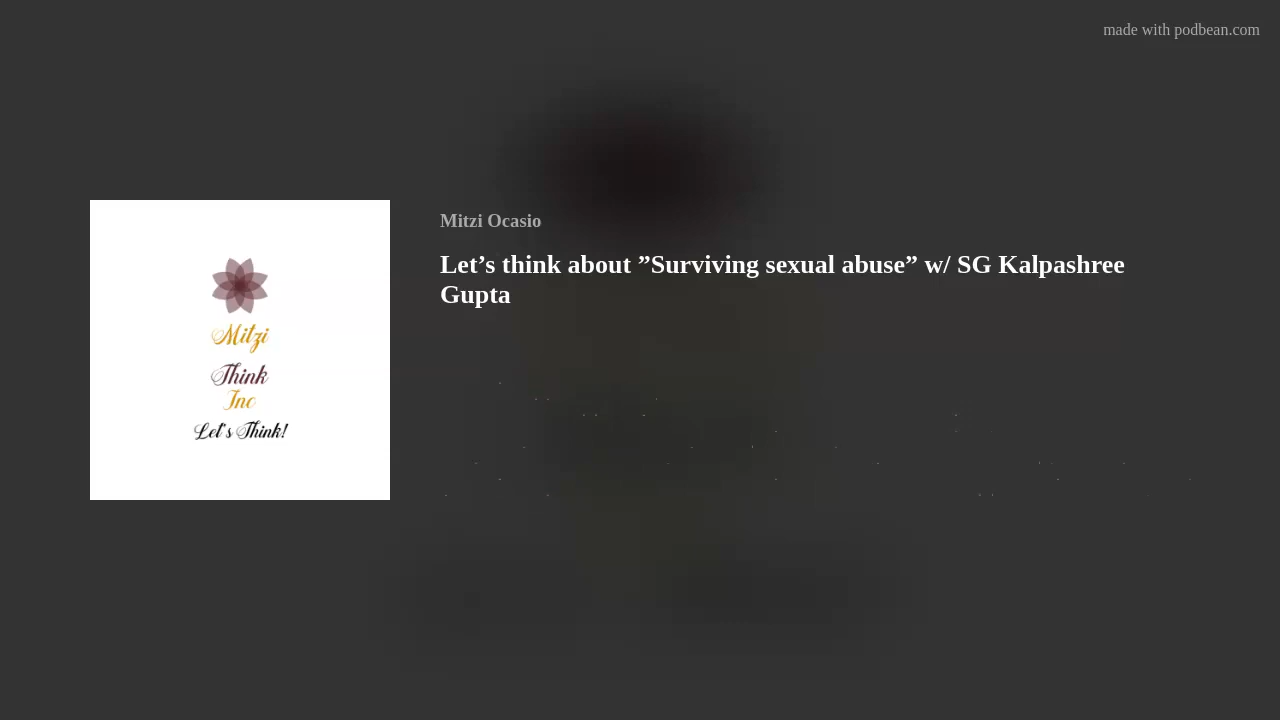 made with podbean.com
Mitzi Ocasio
Let’s think about ”Surviving sexual abuse” w/ SG Kalpashree
Gupta
Mitzi
Think
Inc
Let's Think!